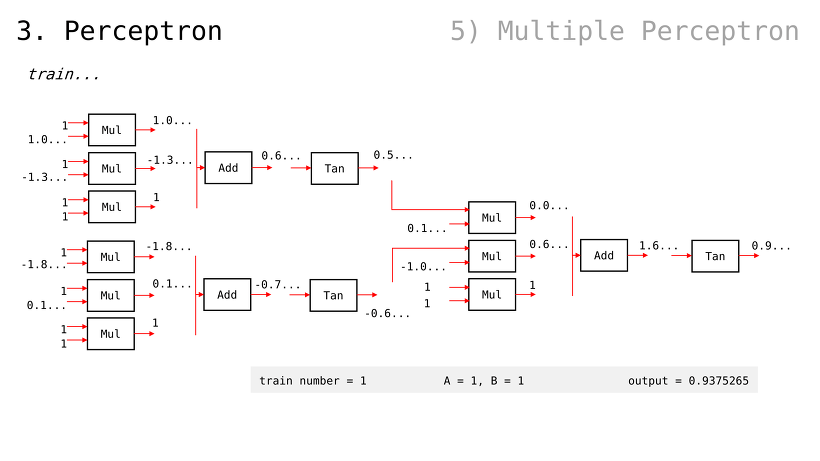 3. Perceptron
5) Multiple Perceptron
train...
1
1.0...
Mul
1.0...
1
-1.3...
Mul
-1.3...
1
1
Mul
1
Add
0.6...
Tan
0.5...
1
-1.8...
Mul
-1.8...
1
0.1...
Mul
0.1...
1
1
Mul
1
Add
-0.7...
Tan
-0.6...
0.1...
Mul
0.0...
-1.0...
Mul
0.6...
1
1
Mul
1
Add
1.6...
Tan
0.9...
train number = 1 A = 1, B = 1 output = 0.9375265